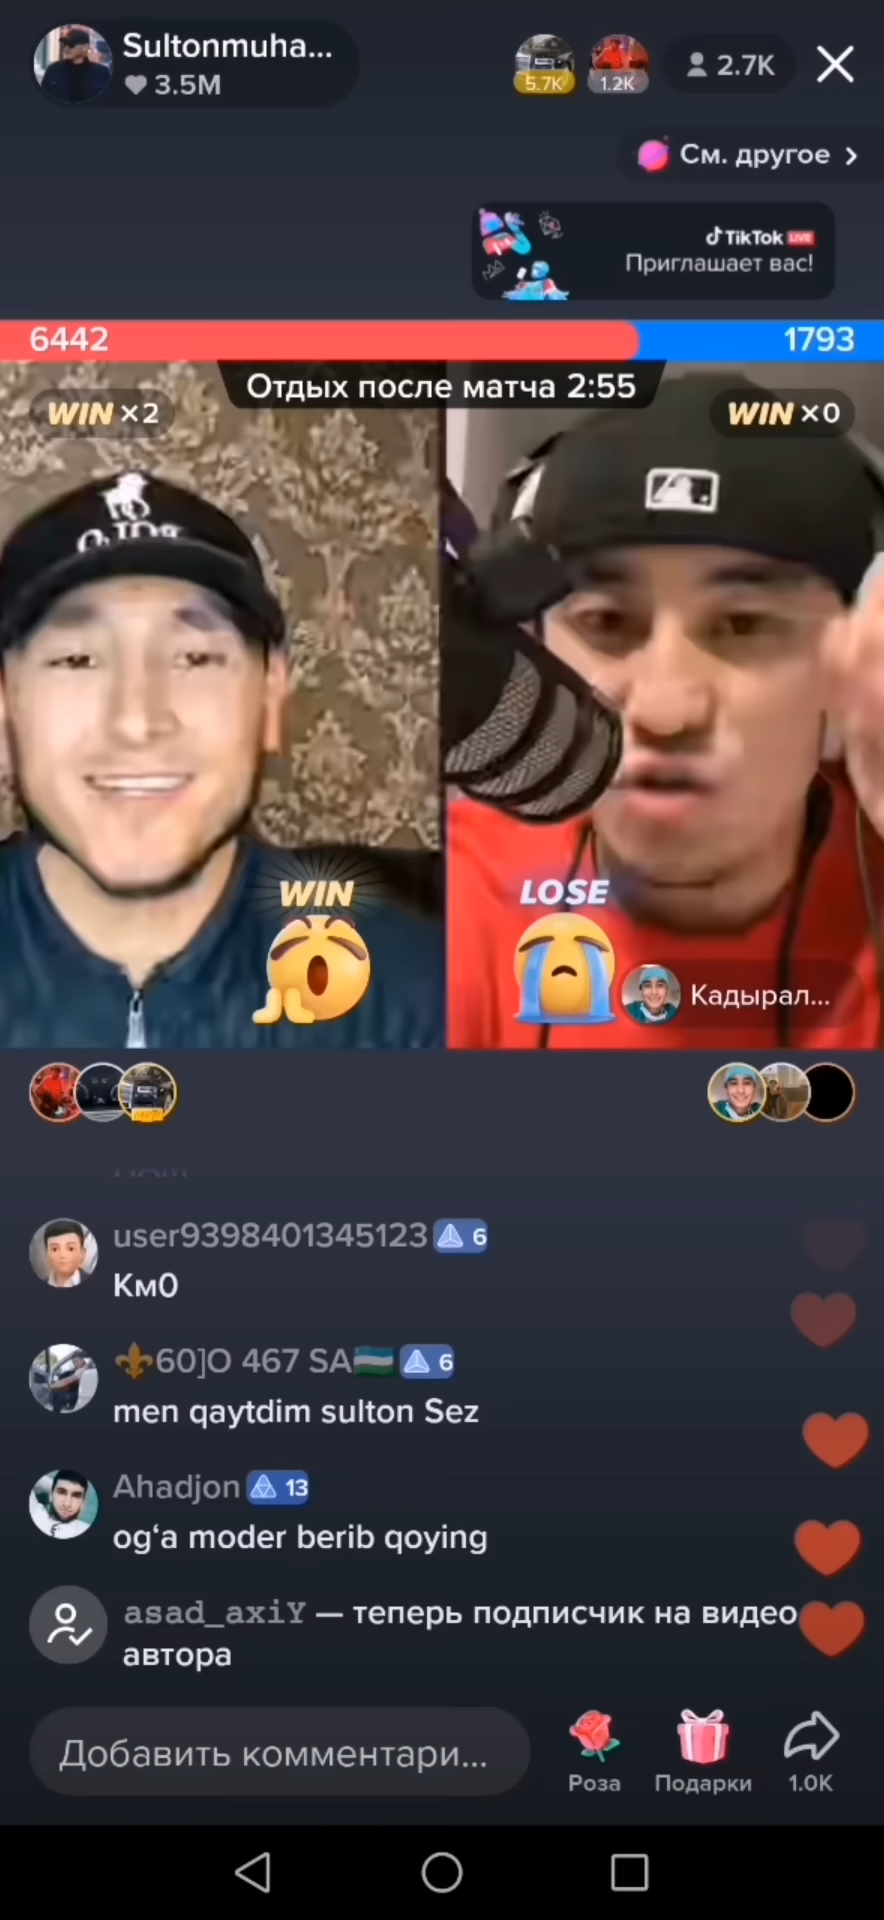 Sultonmuha...
3.5M
5.7K
1.2K
2.7K
См. другое
TikTok LIVE
Приглашает вас!
6442
1793
Отдых после матча 2:55
WIN ×2
WIN ×0
WIN
LOSE
Кадырал...
user9398401345123 6
Км0
60]O 467 SA 6
men qaytdim sulton Sez
Ahadjon 13
og‘a moder berib qoying
asad_axiY — теперь подписчик на видео
автора
Добавить комментари...
Роза
Подарки
1.0K